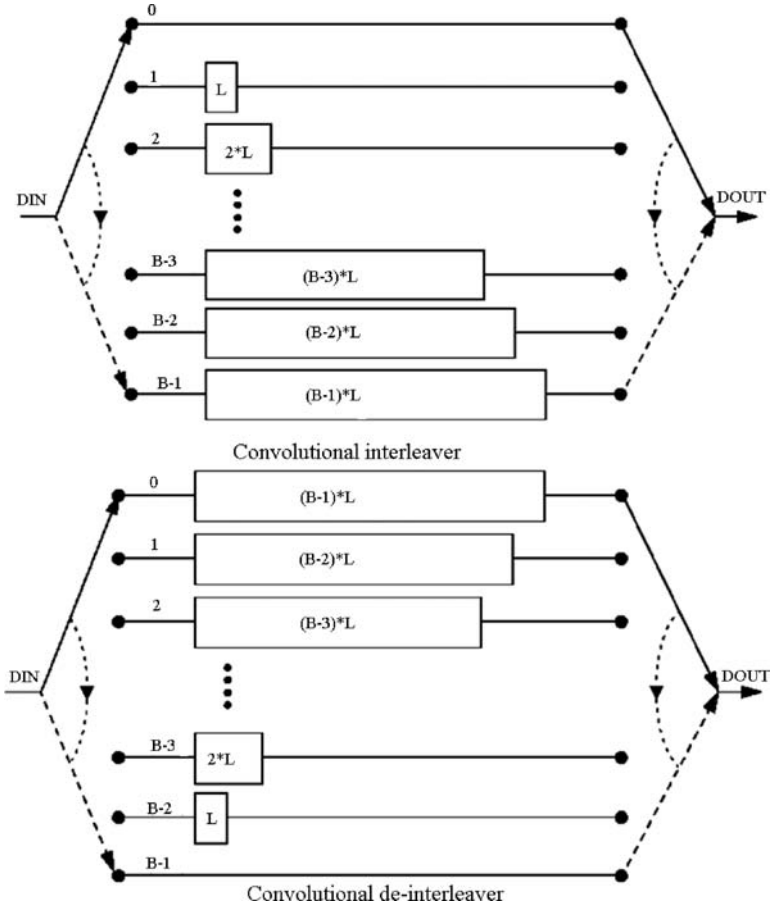 0
1
L
2
2*L
DIN
DOUT
B-3
(B-3)*L
B-2
(B-2)*L
B-1
(B-1)*L
Convolutional interleaver
0
(B-1)*L
1
(B-2)*L
2
(B-3)*L
DIN
DOUT
B-3
2*L
B-2
L
B-1
Convolutional de-interleaver